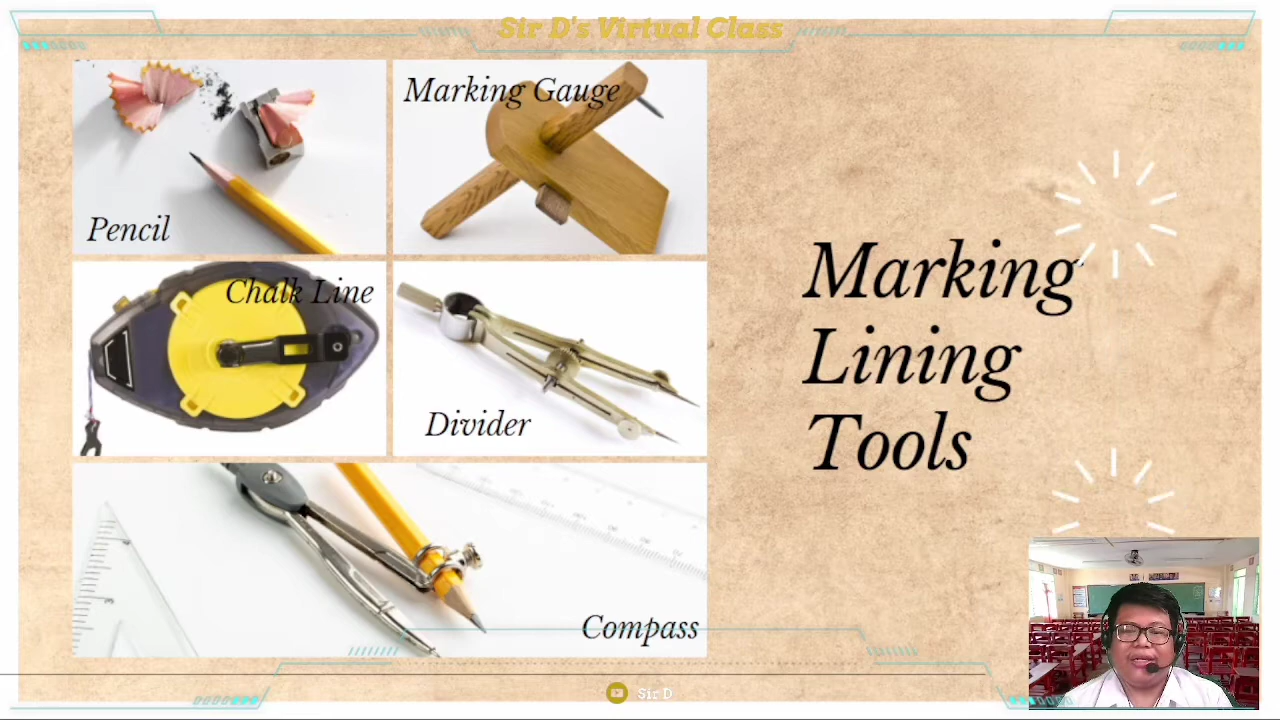 Sir D's Virtual Class
Pencil
Marking Gauge
Chalk Line
Divider
Compass
Marking
Lining
Tools
Sir D